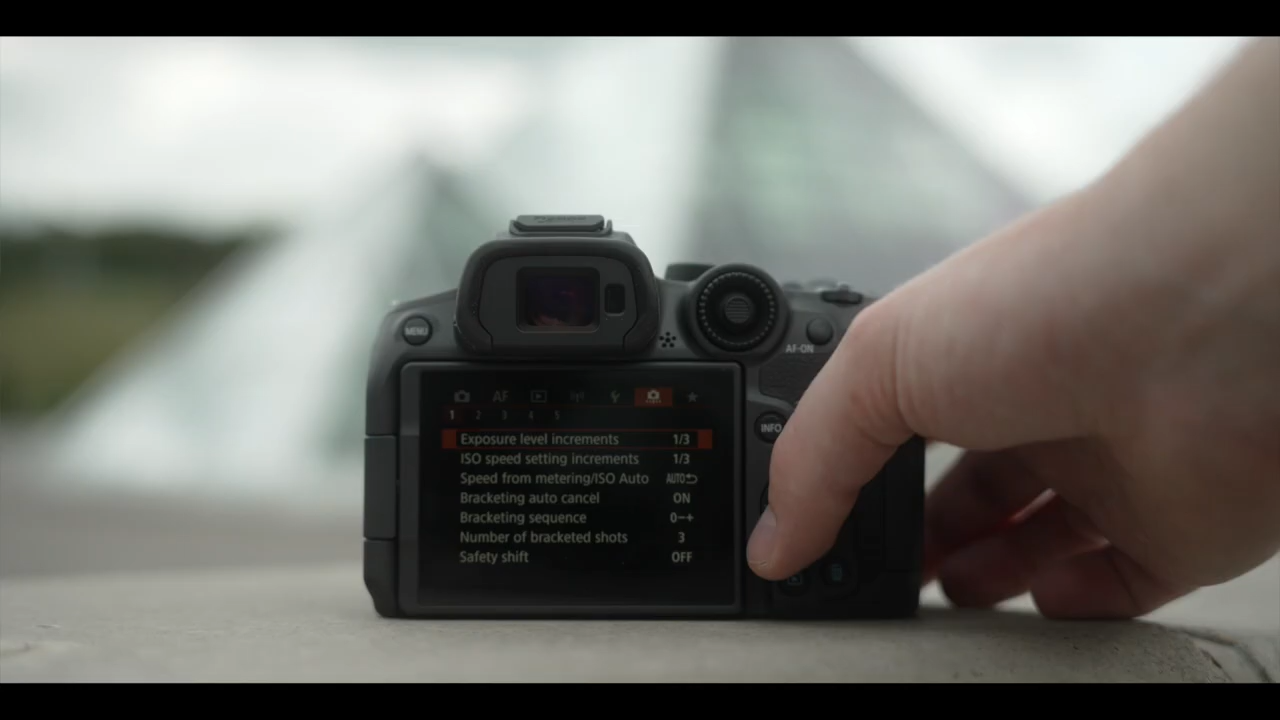 MENU
AF-ON
INFO
AF
1 2 3 4 5
Exposure level increments 1/3
ISO speed setting increments 1/3
Speed from metering/ISO Auto AUTO
Bracketing auto cancel ON
Bracketing sequence 0−+
Number of bracketed shots 3
Safety shift OFF